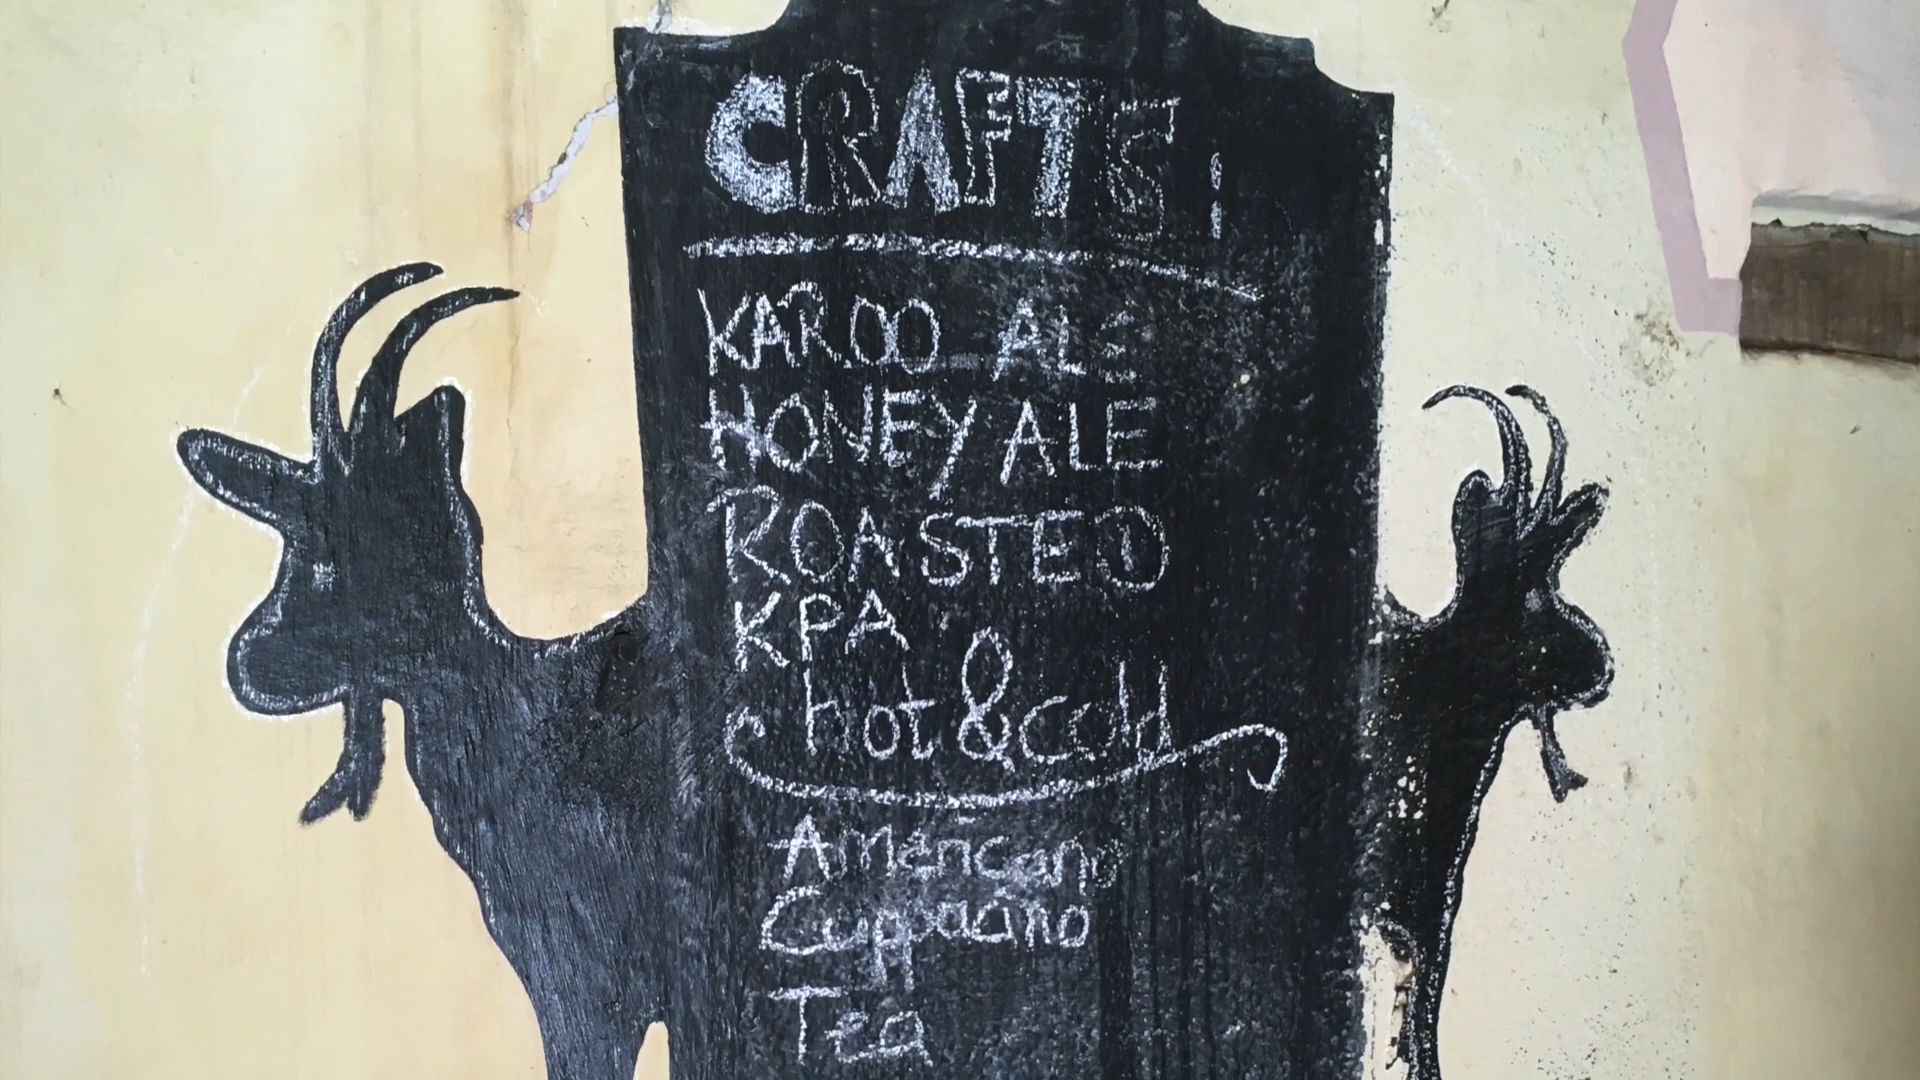 CRAFTS!
KAROO ALE
HONEY ALE
ROASTED
KPA
hot & cold
Americano
Cuppacino
Tea